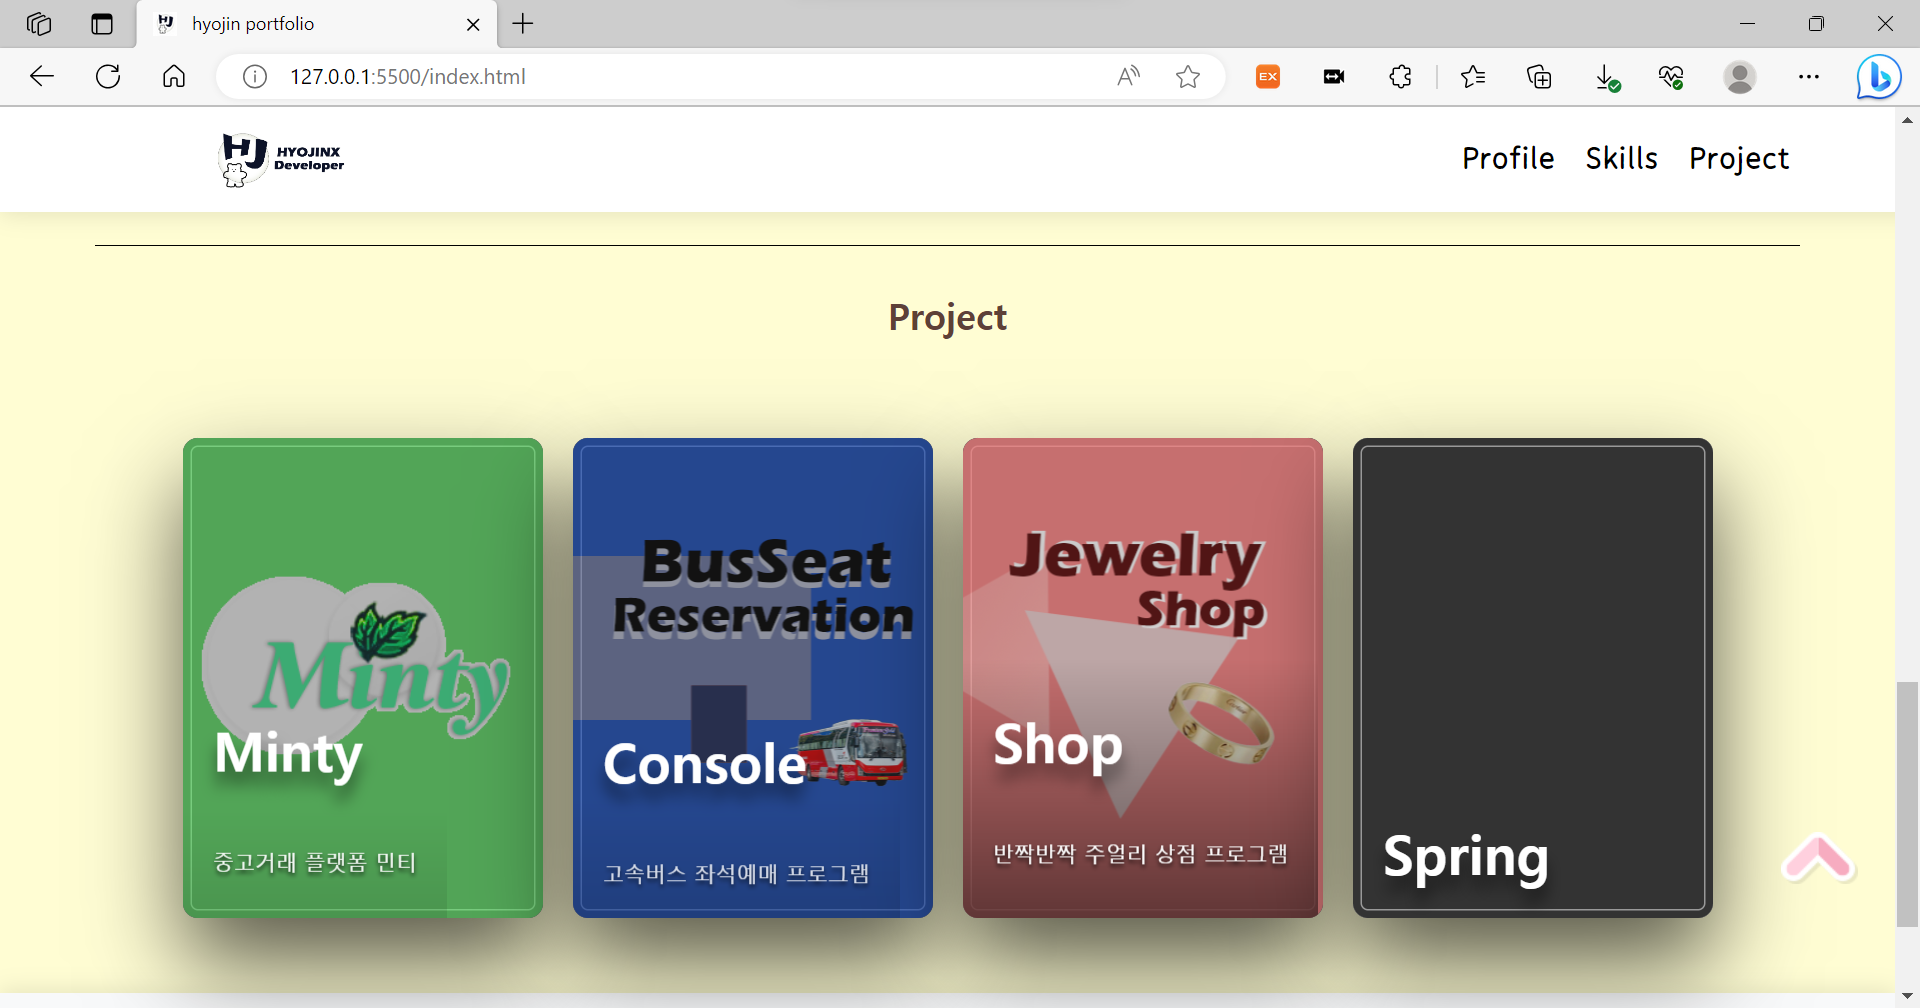 hyojin portfolio
127.0.0.1:5500/index.html
A
EX
b
HJ
HYOJINX
Developer
Profile Skills Project
Project
Minty
Minty
중고거래 플랫폼 민티
BusSeat
Reservation
Console
고속버스 좌석예매 프로그램
Jewelry
Shop
Shop
반짝반짝 주얼리 상점 프로그램
Spring